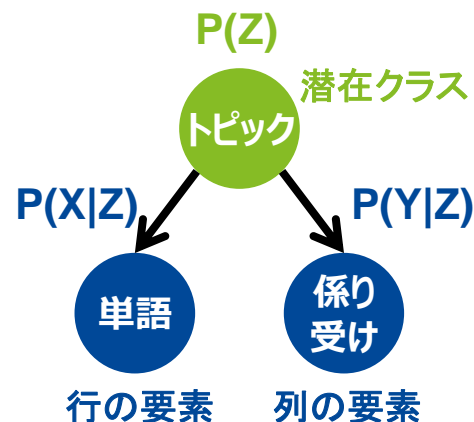 P(Z)
潜在クラス
トピック
P(X|Z)
P(Y|Z)
単語
係り
受け
行の要素
列の要素